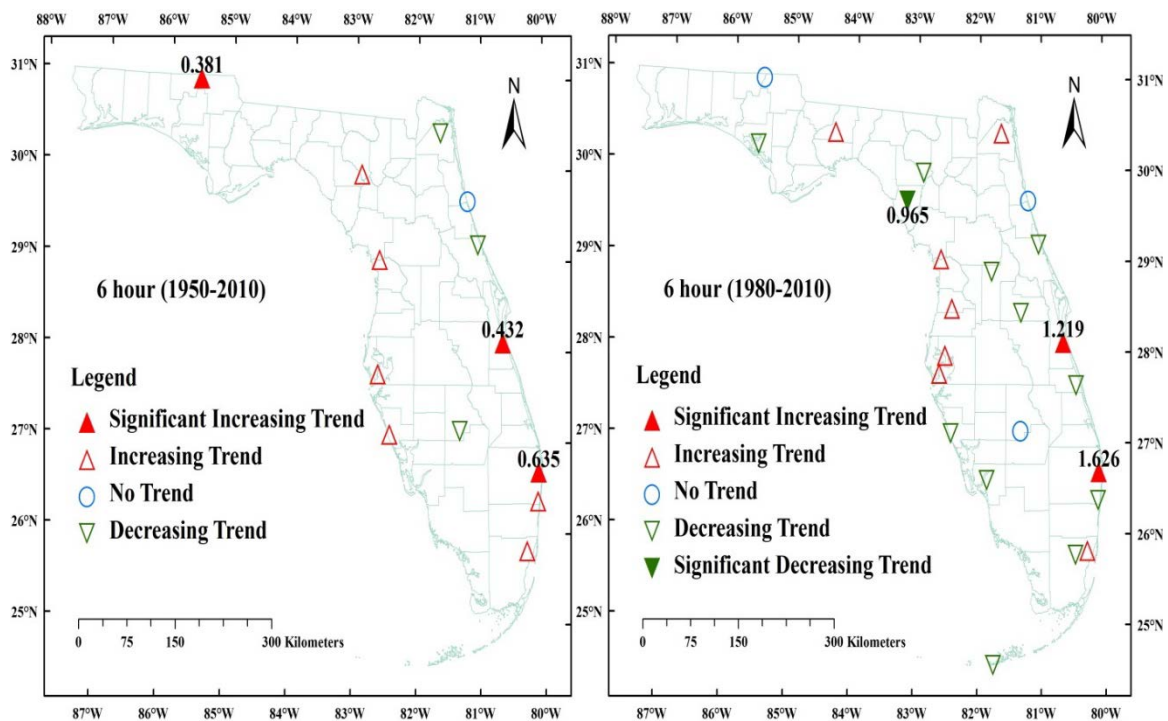 88°W 87°W 86°W 85°W 84°W 83°W 82°W 81°W 80°W
31°N
30°N
29°N
28°N
27°N
26°N
25°N
0.381
N
0.432
0.635
6 hour (1950-2010)
Legend
Significant Increasing Trend
Increasing Trend
No Trend
Decreasing Trend
0 75 150 300 Kilometers
87°W 86°W 85°W 84°W 83°W 82°W 81°W 80°W
88°W 87°W 86°W 85°W 84°W 83°W 82°W 81°W 80°W
N
0.965
1.219
1.626
6 hour (1980-2010)
Legend
Significant Increasing Trend
Increasing Trend
No Trend
Decreasing Trend
Significant Decreasing Trend
0 75 150 300 Kilometers
31°N
30°N
29°N
28°N
27°N
26°N
25°N
87°W 86°W 85°W 84°W 83°W 82°W 81°W 80°W